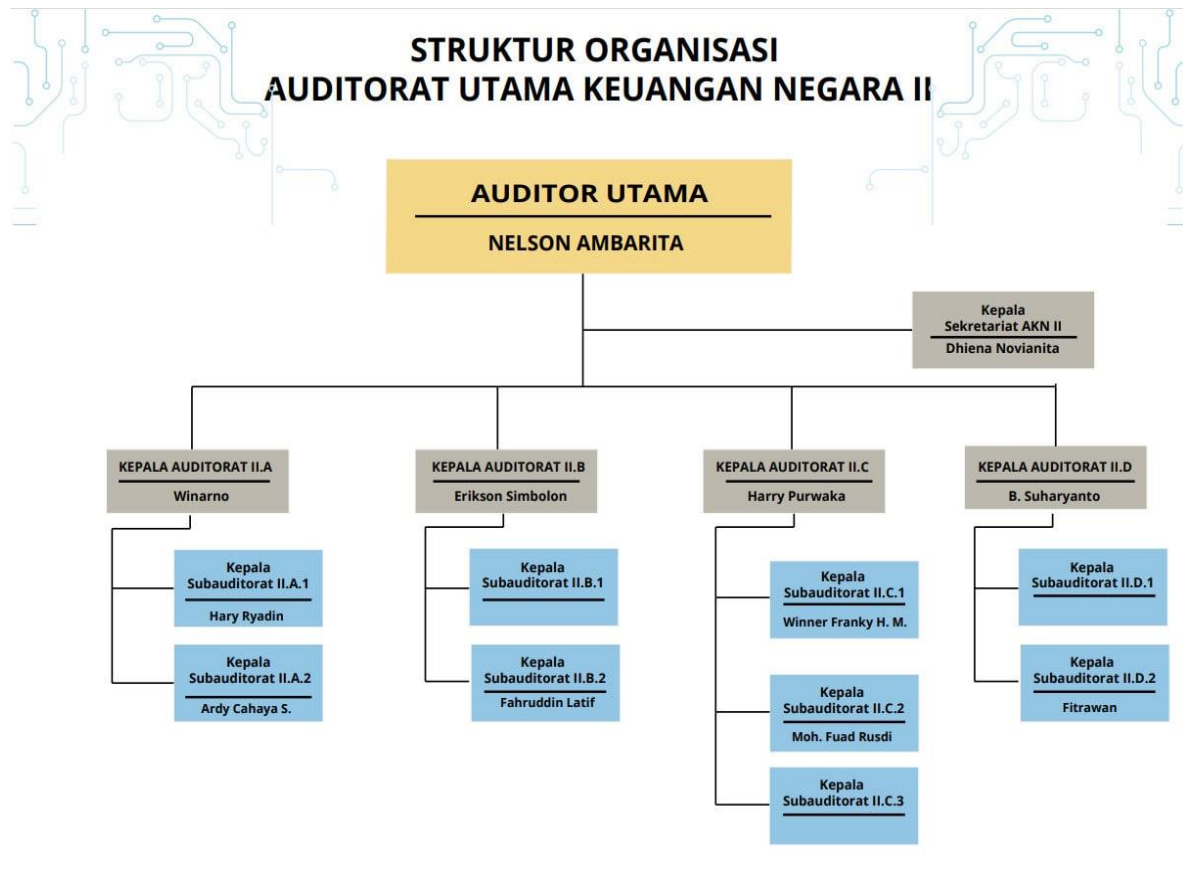 STRUKTUR ORGANISASI
AUDITORAT UTAMA KEUANGAN NEGARA II
AUDITOR UTAMA
NELSON AMBARITA
Kepala
Sekretariat AKN II
Dhiena Novianita
KEPALA AUDITORAT II.A
Winarno
KEPALA AUDITORAT II.B
Erikson Simbolon
KEPALA AUDITORAT II.C
Harry Purwaka
KEPALA AUDITORAT II.D
B. Suharyanto
Kepala
Subauditorat II.A.1
Hary Ryadin
Kepala
Subauditorat II.A.2
Ardy Cahaya S.
Kepala
Subauditorat II.B.1
Kepala
Subauditorat II.B.2
Fahruddin Latif
Kepala
Subauditorat II.C.1
Winner Franky H. M.
Kepala
Subauditorat II.C.2
Moh. Fuad Rusdi
Kepala
Subauditorat II.C.3
Kepala
Subauditorat II.D.1
Kepala
Subauditorat II.D.2
Fitrawan